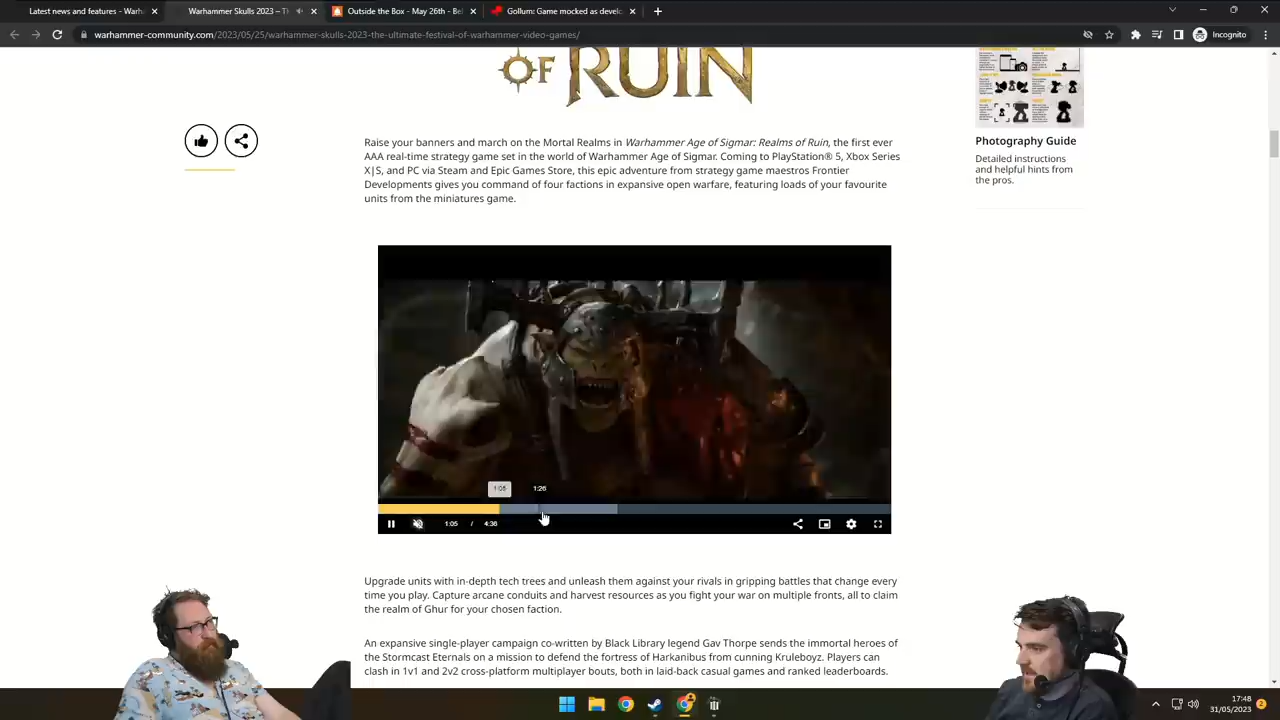 Latest news and features - Warha
Warhammer Skulls 2023 – Th
Outside the Box - May 26th - Bel
Gollum: Game mocked as develo
warhammer-community.com/2023/05/25/warhammer-skulls-2023-the-ultimate-festival-of-warhammer-video-games/
Incognito
OF RUIN
Raise your banners and march on the Mortal Realms in Warhammer Age of Sigmar: Realms of Ruin, the first ever
AAA real-time strategy game set in the world of Warhammer Age of Sigmar. Coming to PlayStation® 5, Xbox Series
X|S, and PC via Steam and Epic Games Store, this epic adventure from strategy game maestros Frontier
Developments gives you command of four factions in expansive open warfare, featuring loads of your favourite
units from the miniatures game.
Photography Guide
Detailed instructions
and helpful hints from
the pros.
1:05
1:26
1:05 / 4:36
Upgrade units with in-depth tech trees and unleash them against your rivals in gripping battles that change every
time you play. Capture arcane conduits and harvest resources as you fight your war on multiple fronts, all to claim
the realm of Ghur for your chosen faction.
An expansive single-player campaign co-written by Black Library legend Gav Thorpe sends the immortal heroes of
the Stormcast Eternals on a mission to defend the fortress of Harkanibus from cunning Kruleboyz. Players can
clash in 1v1 and 2v2 cross-platform multiplayer bouts, both in laid-back casual games and ranked leaderboards.
17:48
31/05/2023
2